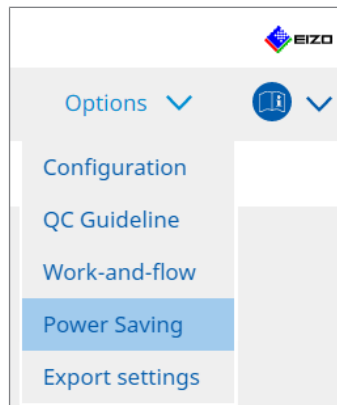 EIZO
Options
Configuration
QC Guideline
Work-and-flow
Power Saving
Export settings